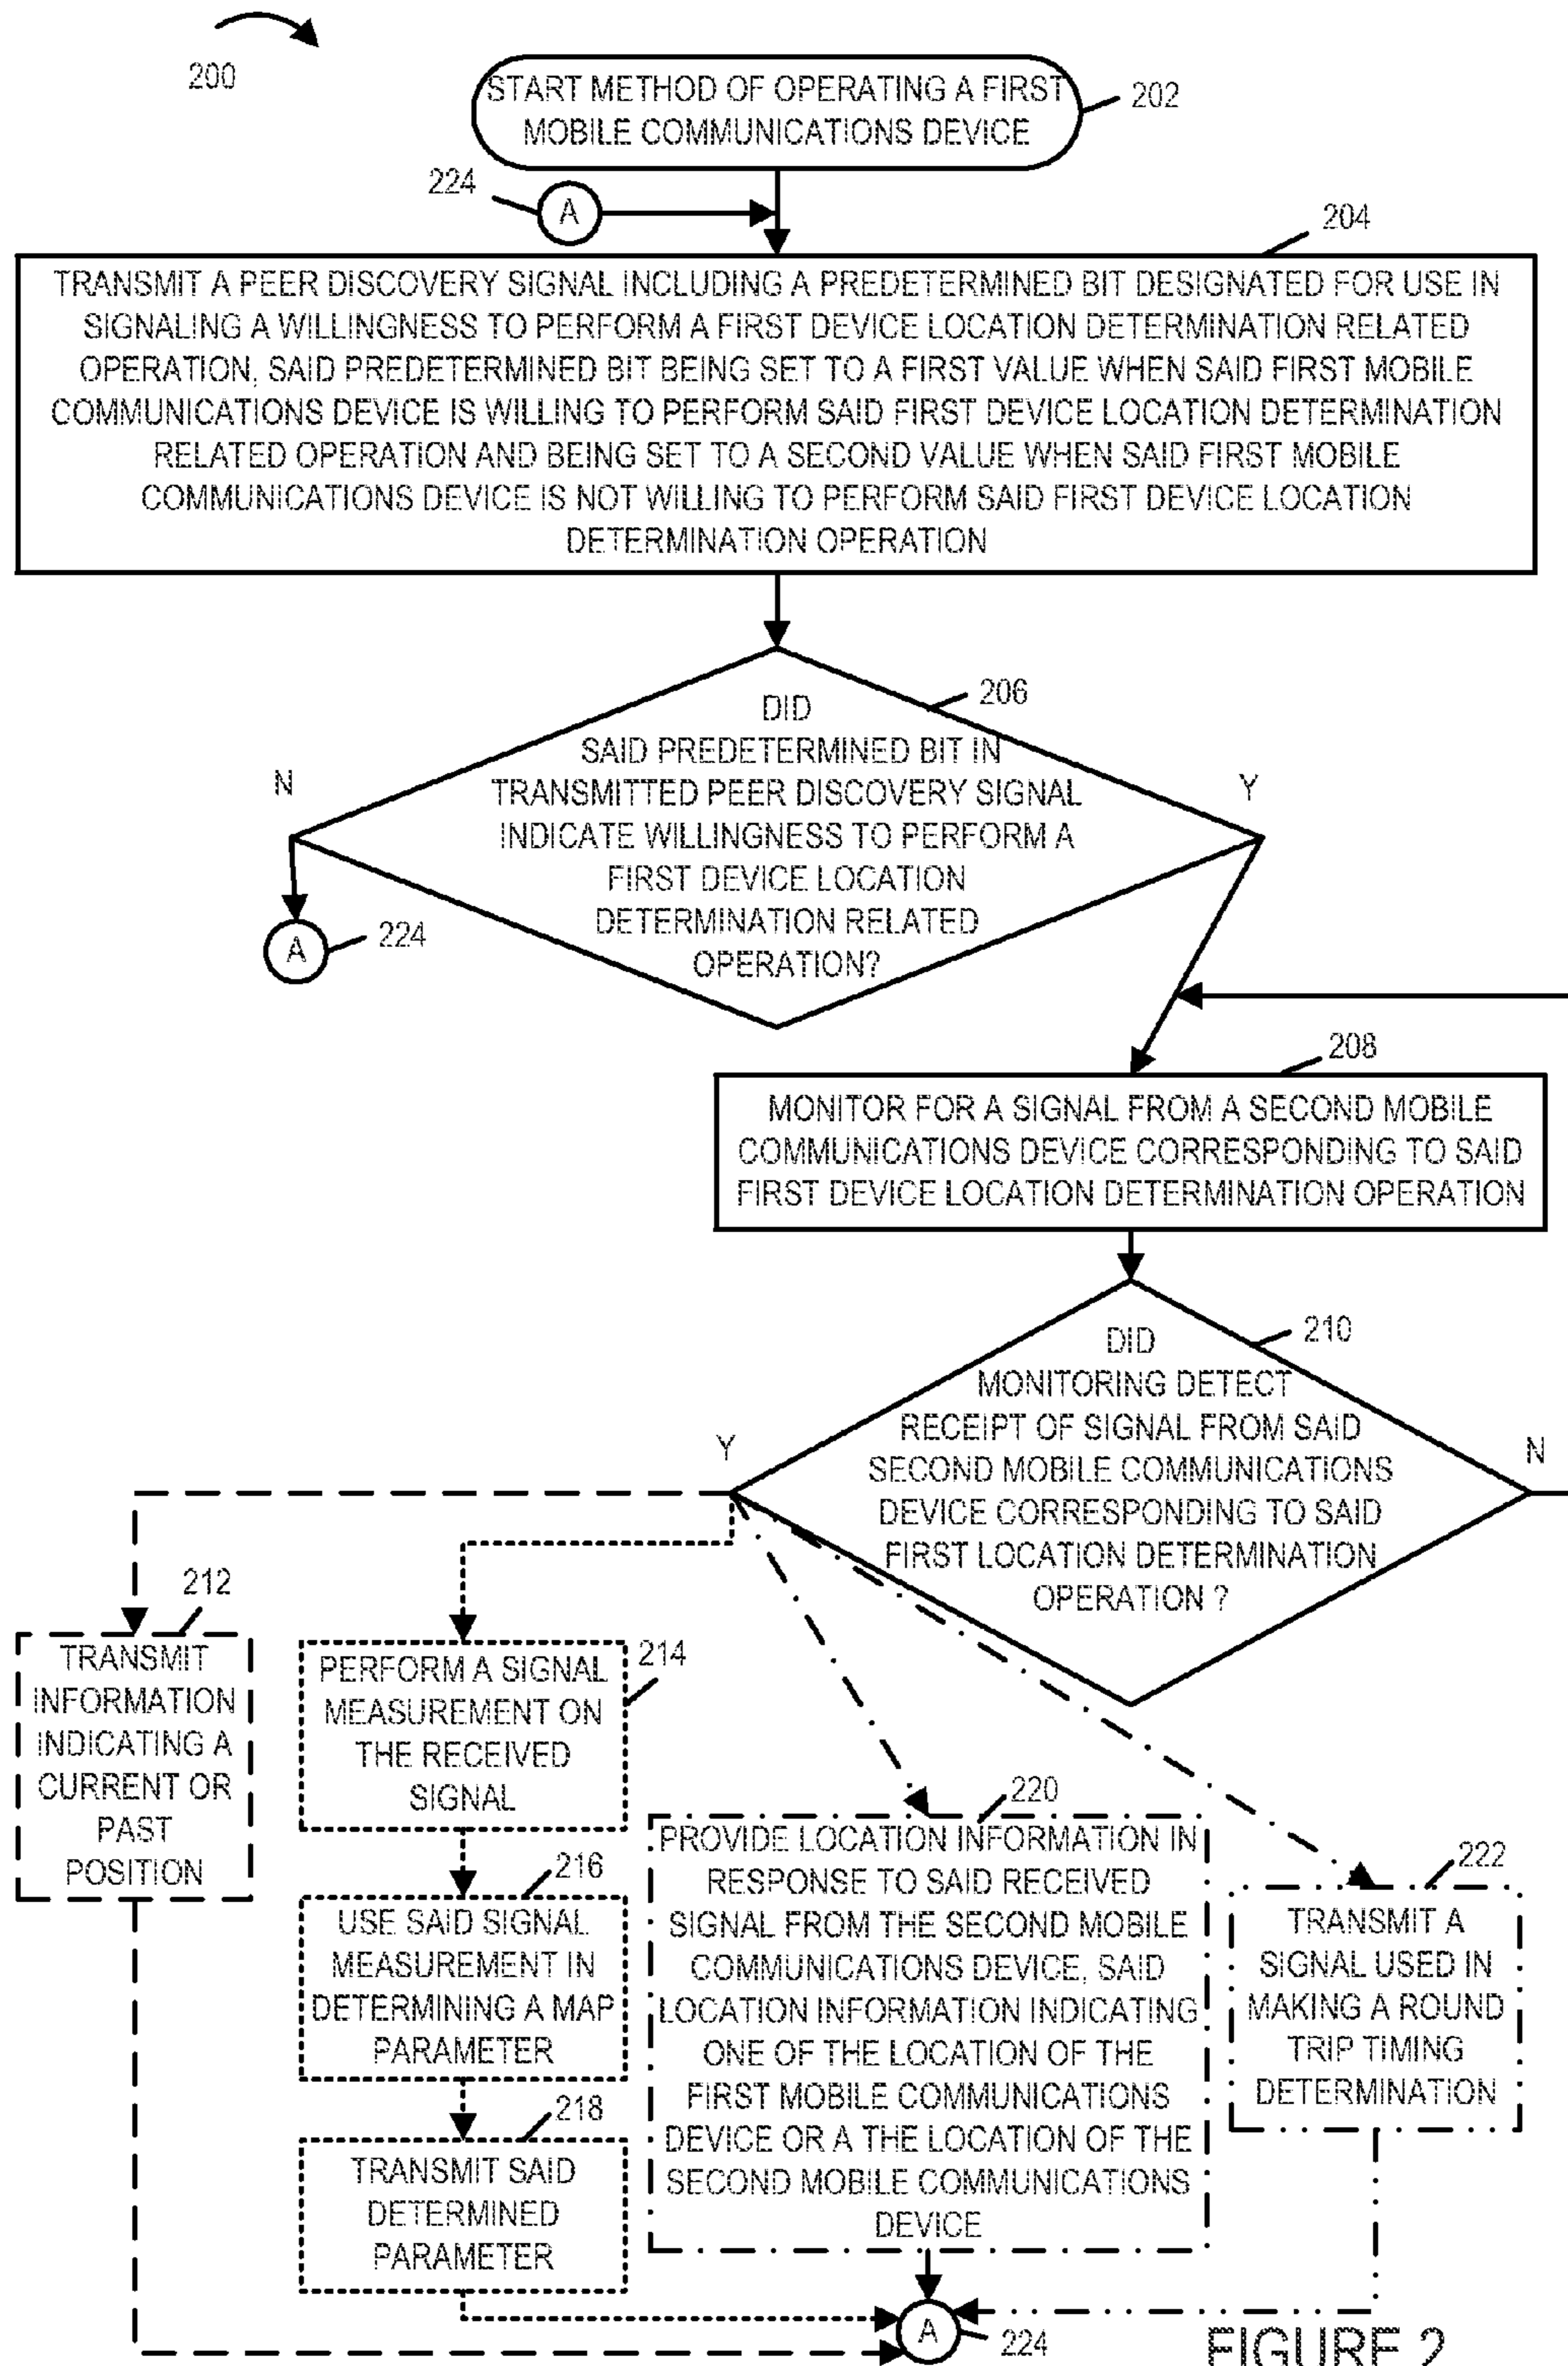 200
START METHOD OF OPERATING A FIRST
MOBILE COMMUNICATIONS DEVICE
202
224
A
204
TRANSMIT A PEER DISCOVERY SIGNAL INCLUDING A PREDETERMINED BIT DESIGNATED FOR USE IN
SIGNALING A WILLINGNESS TO PERFORM A FIRST DEVICE LOCATION DETERMINATION RELATED
OPERATION, SAID PREDETERMINED BIT BEING SET TO A FIRST VALUE WHEN SAID FIRST MOBILE
COMMUNICATIONS DEVICE IS WILLING TO PERFORM SAID FIRST DEVICE LOCATION DETERMINATION
RELATED OPERATION AND BEING SET TO A SECOND VALUE WHEN SAID FIRST MOBILE
COMMUNICATIONS DEVICE IS NOT WILLING TO PERFORM SAID FIRST DEVICE LOCATION
DETERMINATION OPERATION
206
DID
SAID PREDETERMINED BIT IN
TRANSMITTED PEER DISCOVERY SIGNAL
INDICATE WILLINGNESS TO PERFORM A
FIRST DEVICE LOCATION
DETERMINATION RELATED
OPERATION?
N
Y
A
224
208
MONITOR FOR A SIGNAL FROM A SECOND MOBILE
COMMUNICATIONS DEVICE CORRESPONDING TO SAID
FIRST DEVICE LOCATION DETERMINATION OPERATION
210
DID
MONITORING DETECT
RECEIPT OF SIGNAL FROM SAID
SECOND MOBILE COMMUNICATIONS
DEVICE CORRESPONDING TO SAID
FIRST LOCATION DETERMINATION
OPERATION ?
Y
N
212
TRANSMIT
INFORMATION
INDICATING A
CURRENT OR
PAST
POSITION
214
PERFORM A SIGNAL
MEASUREMENT ON
THE RECEIVED
SIGNAL
216
USE SAID SIGNAL
MEASUREMENT IN
DETERMINING A MAP
PARAMETER
218
TRANSMIT SAID
DETERMINED
PARAMETER
220
PROVIDE LOCATION INFORMATION IN
RESPONSE TO SAID RECEIVED
SIGNAL FROM THE SECOND MOBILE
COMMUNICATIONS DEVICE, SAID
LOCATION INFORMATION INDICATING
ONE OF THE LOCATION OF THE
FIRST MOBILE COMMUNICATIONS
DEVICE OR A THE LOCATION OF THE
SECOND MOBILE COMMUNICATIONS
DEVICE
222
TRANSMIT A
SIGNAL USED IN
MAKING A ROUND
TRIP TIMING
DETERMINATION
A
224
FIGURE 2